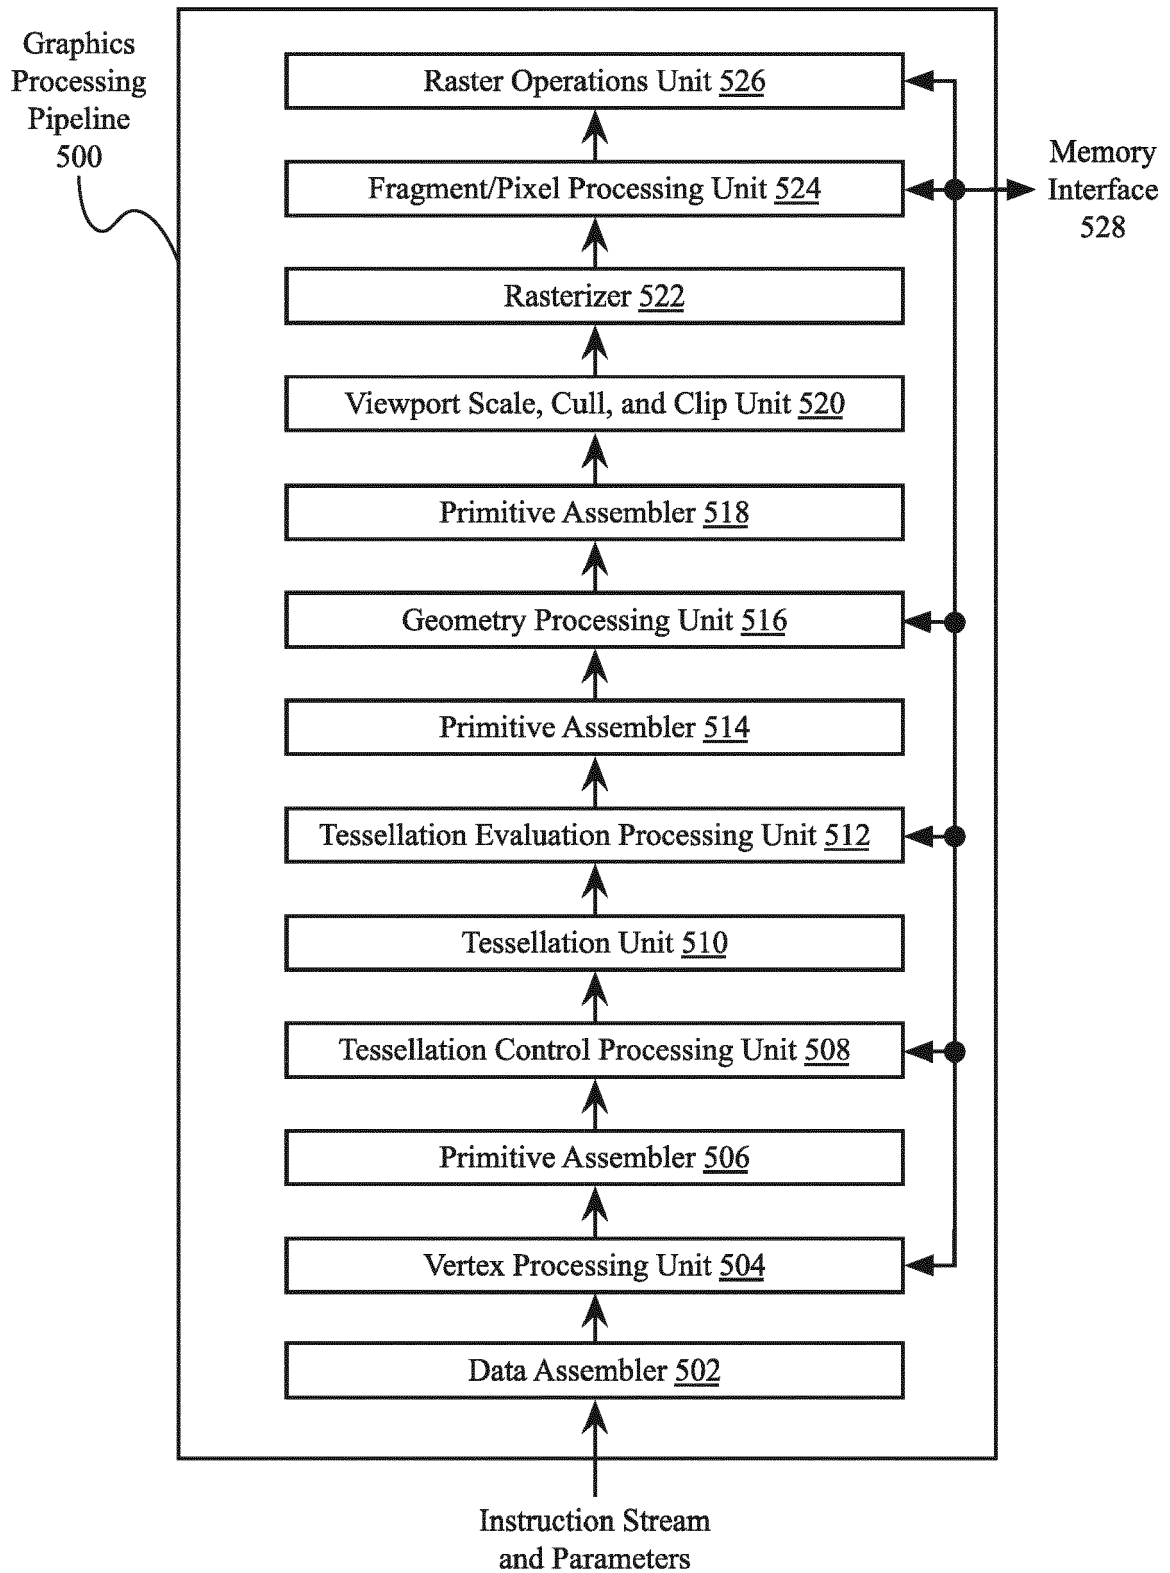 Graphics
Processing
Pipeline
500
Raster Operations Unit 526
Fragment/Pixel Processing Unit 524
Memory
Interface
528
Rasterizer 522
Viewport Scale, Cull, and Clip Unit 520
Primitive Assembler 518
Geometry Processing Unit 516
Primitive Assembler 514
Tessellation Evaluation Processing Unit 512
Tessellation Unit 510
Tessellation Control Processing Unit 508
Primitive Assembler 506
Vertex Processing Unit 504
Data Assembler 502
Instruction Stream
and Parameters